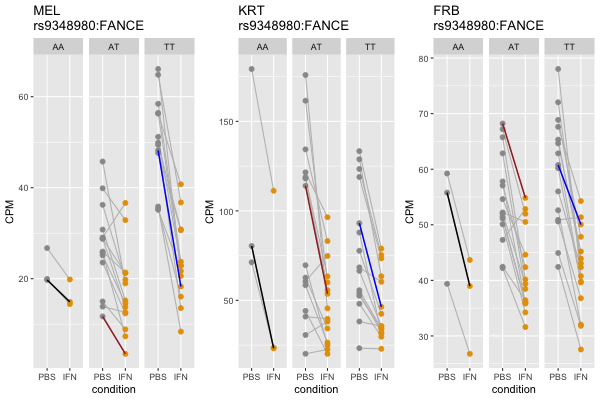 MEL
rs9348980:FANCE
AA AT TT
CPM
60
40
20
PBS IFN PBS IFN PBS IFN
condition
KRT
rs9348980:FANCE
AA AT TT
CPM
150
100
50
PBS IFN PBS IFN PBS IFN
condition
FRB
rs9348980:FANCE
AA AT TT
CPM
80
70
60
50
40
30
PBS IFN PBS IFN PBS IFN
condition